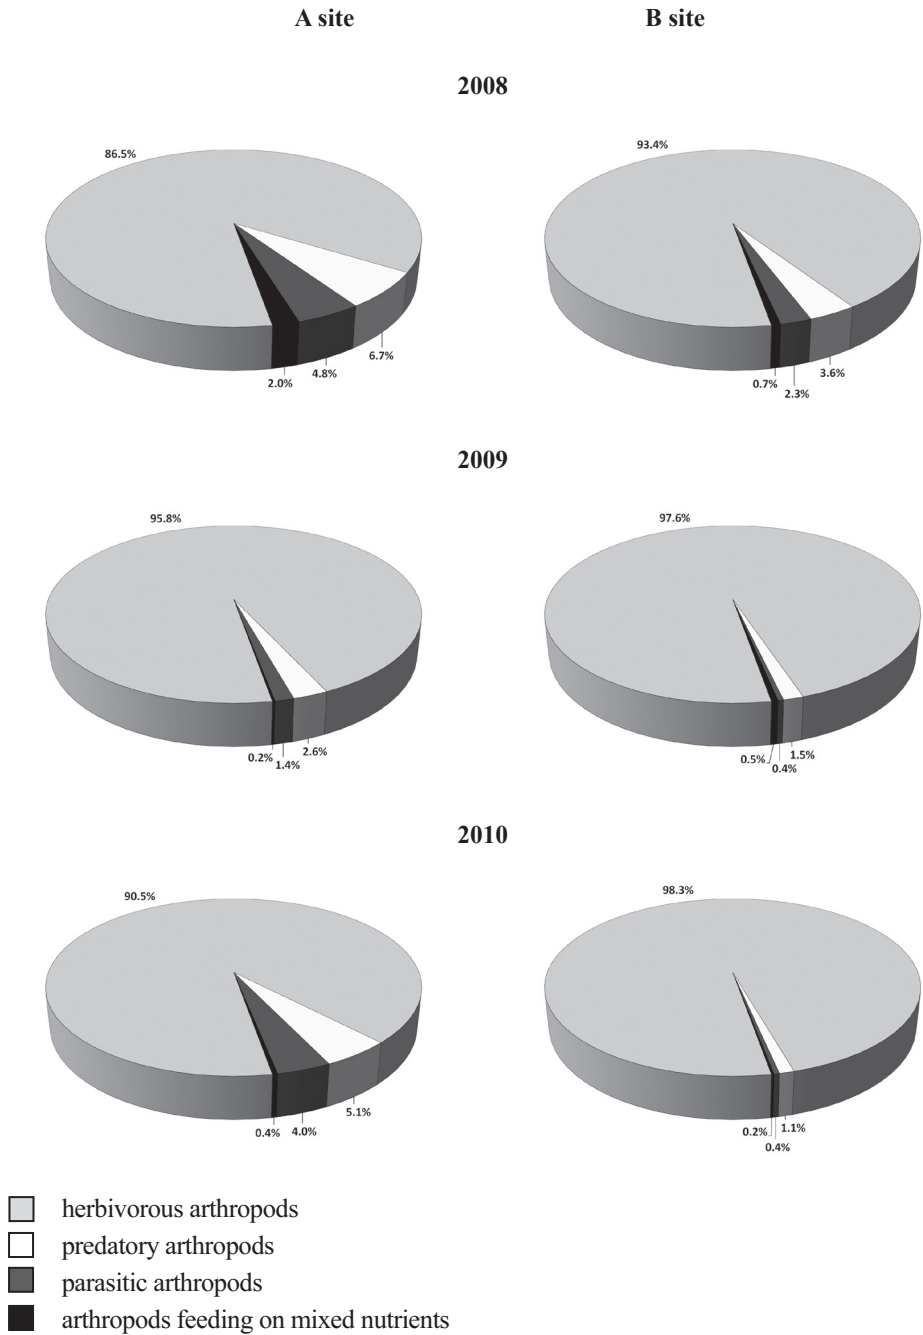 A site B site
2008
86.5% 93.4%
2.0% 4.8% 6.7% 0.7% 2.3% 3.6%
2009
95.8% 97.6%
0.2% 1.4% 2.6% 0.5% 0.4% 1.5%
2010
90.5% 98.3%
0.4% 4.0% 5.1% 0.2% 0.4% 1.1%
herbivorous arthropods
predatory arthropods
parasitic arthropods
arthropods feeding on mixed nutrients